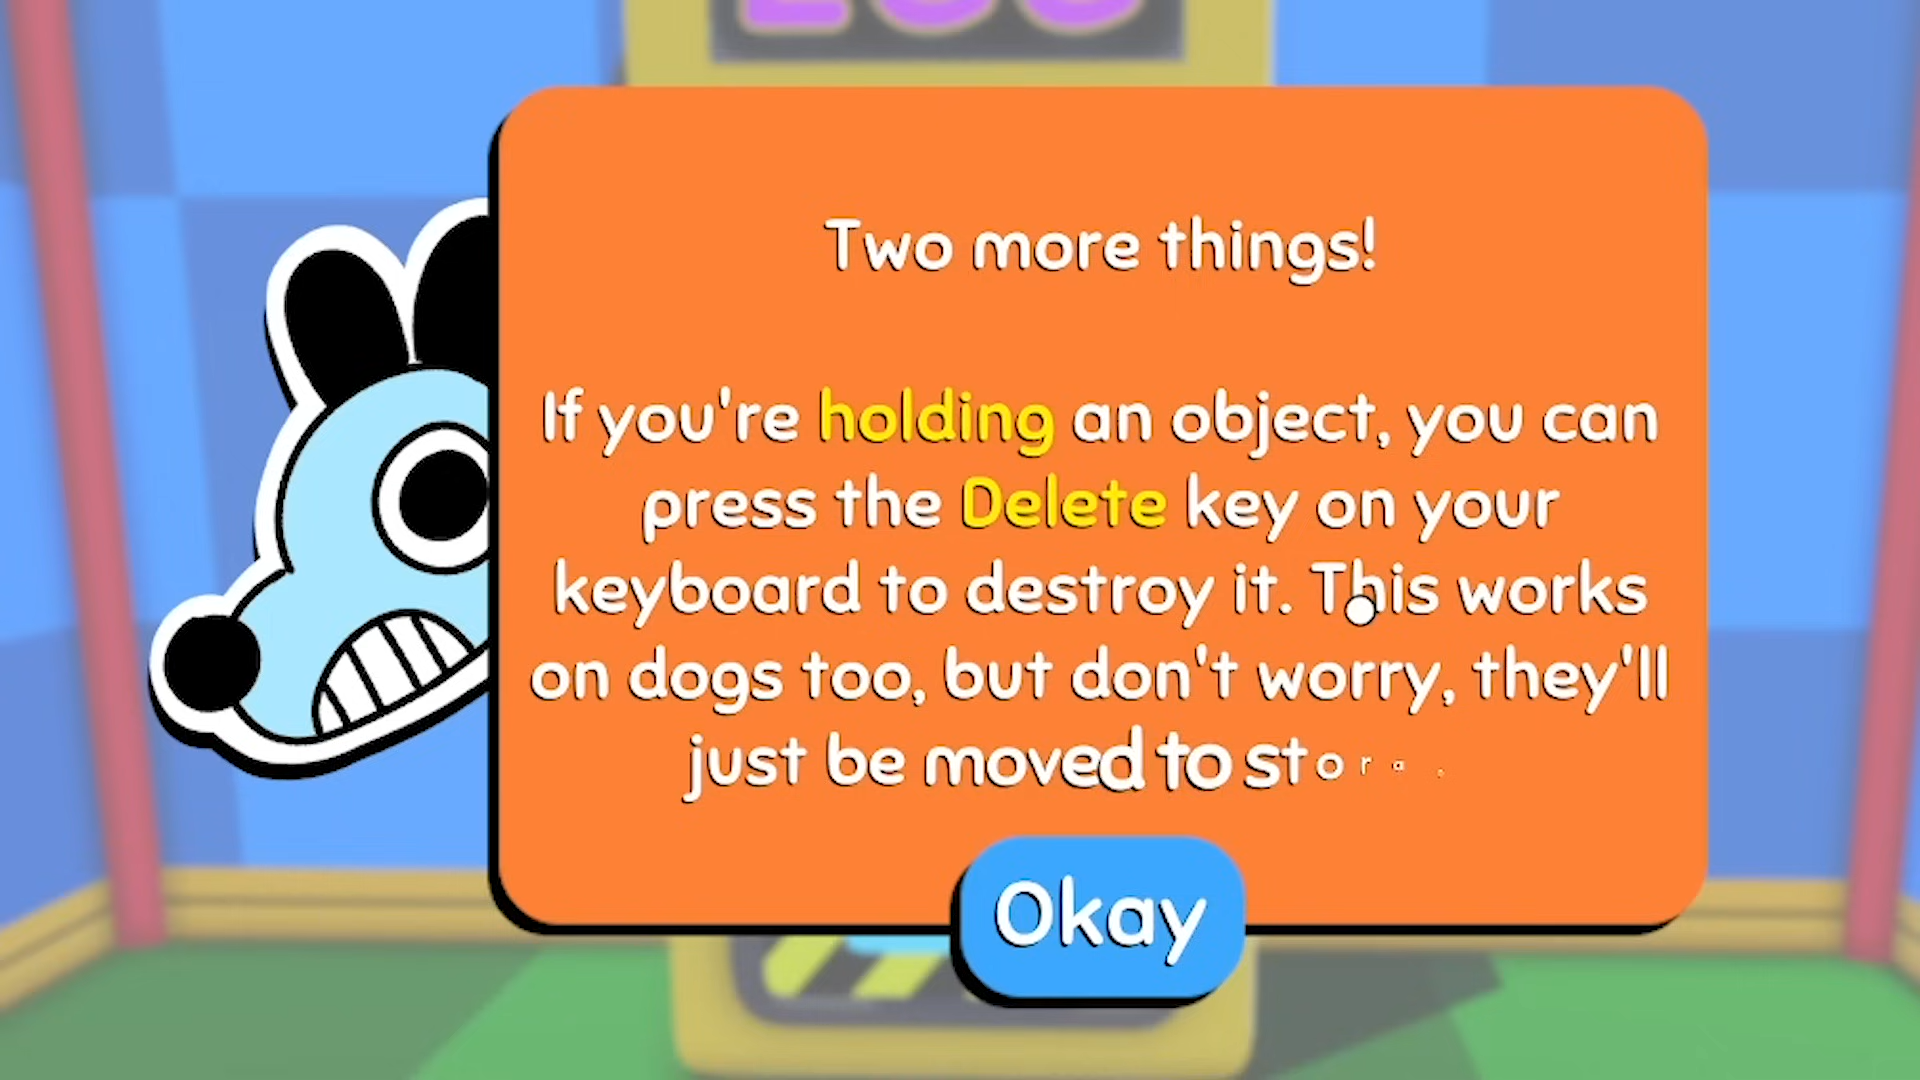 Two more things!
If you're holding an object, you can
press the Delete key on your
keyboard to destroy it. This works
on dogs too, but don't worry, they'll
just be moved to stora
Okay